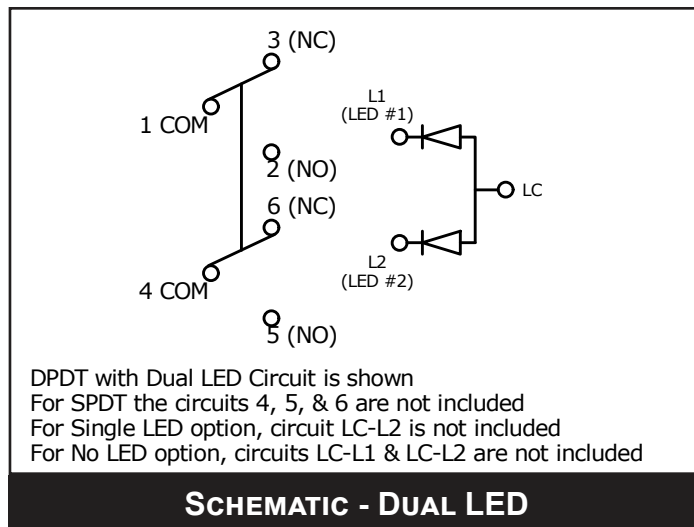 3 (NC)
1 COM
2 (NO)
6 (NC)
4 COM
5 (NO)
L1
(LED #1)
LC
L2
(LED #2)
DPDT with Dual LED Circuit is shown
For SPDT the circuits 4, 5, & 6 are not included
For Single LED option, circuit LC-L2 is not included
For No LED option, circuits LC-L1 & LC-L2 are not included
SCHEMATIC - DUAL LED